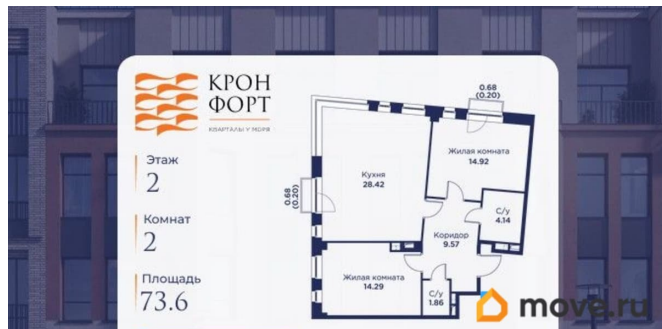 КРОН
ФОРТ
КВАРТАЛЫ У МОРЯ
Этаж
2
Комнат
2
Площадь
73.6
0.68
(0.20)
Жилая комната
14.92
Кухня
28.42
0.68
(0.20)
С/у
4.14
Коридор
9.57
Жилая комната
14.29
С/у
1.86
move.ru